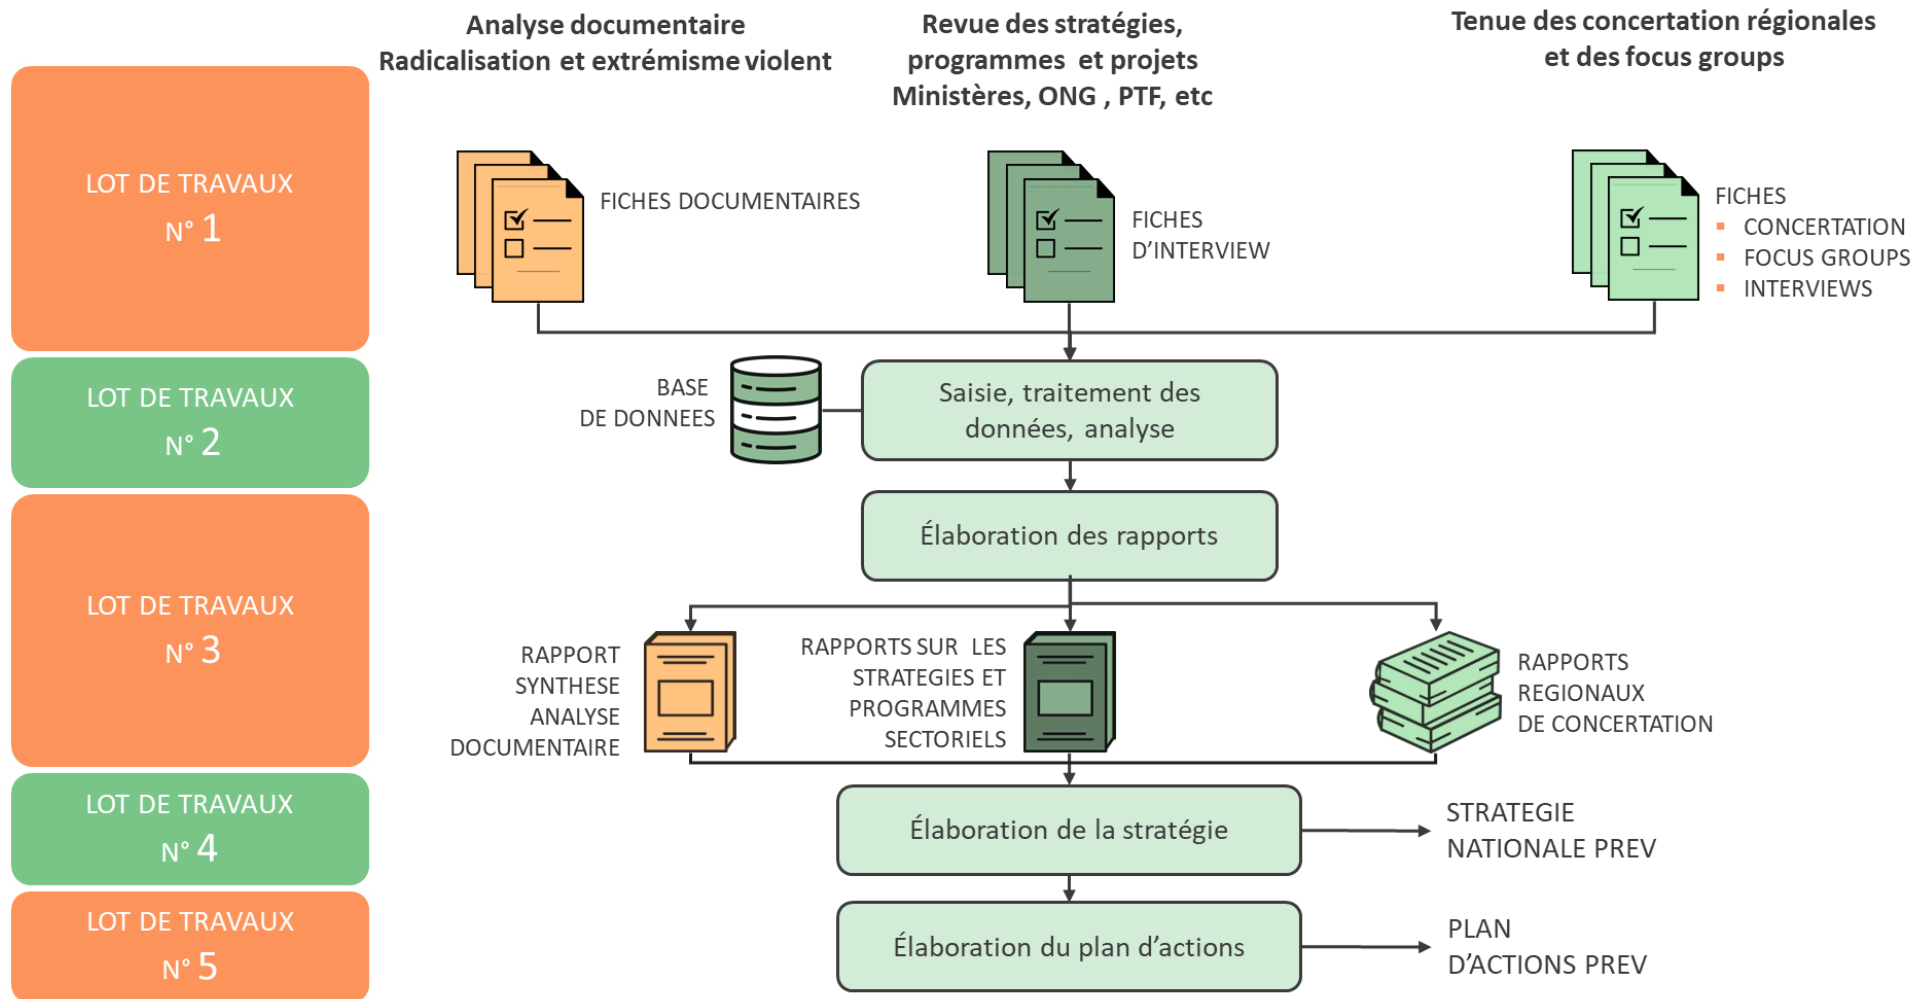 Analyse documentaire
Radicalisation et extrémisme violent
Revue des stratégies,
programmes et projets
Ministères, ONG , PTF, etc
Tenue des concertation régionales
et des focus groups
LOT DE TRAVAUX
N° 1
FICHES DOCUMENTAIRES
FICHES
D'INTERVIEW
FICHES
▪ CONCERTATION
▪ FOCUS GROUPS
▪ INTERVIEWS
LOT DE TRAVAUX
N° 2
BASE
DE DONNEES
Saisie, traitement des
données, analyse
LOT DE TRAVAUX
N° 3
Élaboration des rapports
RAPPORT
SYNTHESE
ANALYSE
DOCUMENTAIRE
RAPPORTS SUR LES
STRATEGIES ET
PROGRAMMES
SECTORIELS
RAPPORTS
REGIONAUX
DE CONCERTATION
LOT DE TRAVAUX
N° 4
Élaboration de la stratégie
STRATEGIE
NATIONALE PREV
LOT DE TRAVAUX
N° 5
Élaboration du plan d'actions
PLAN
D'ACTIONS PREV